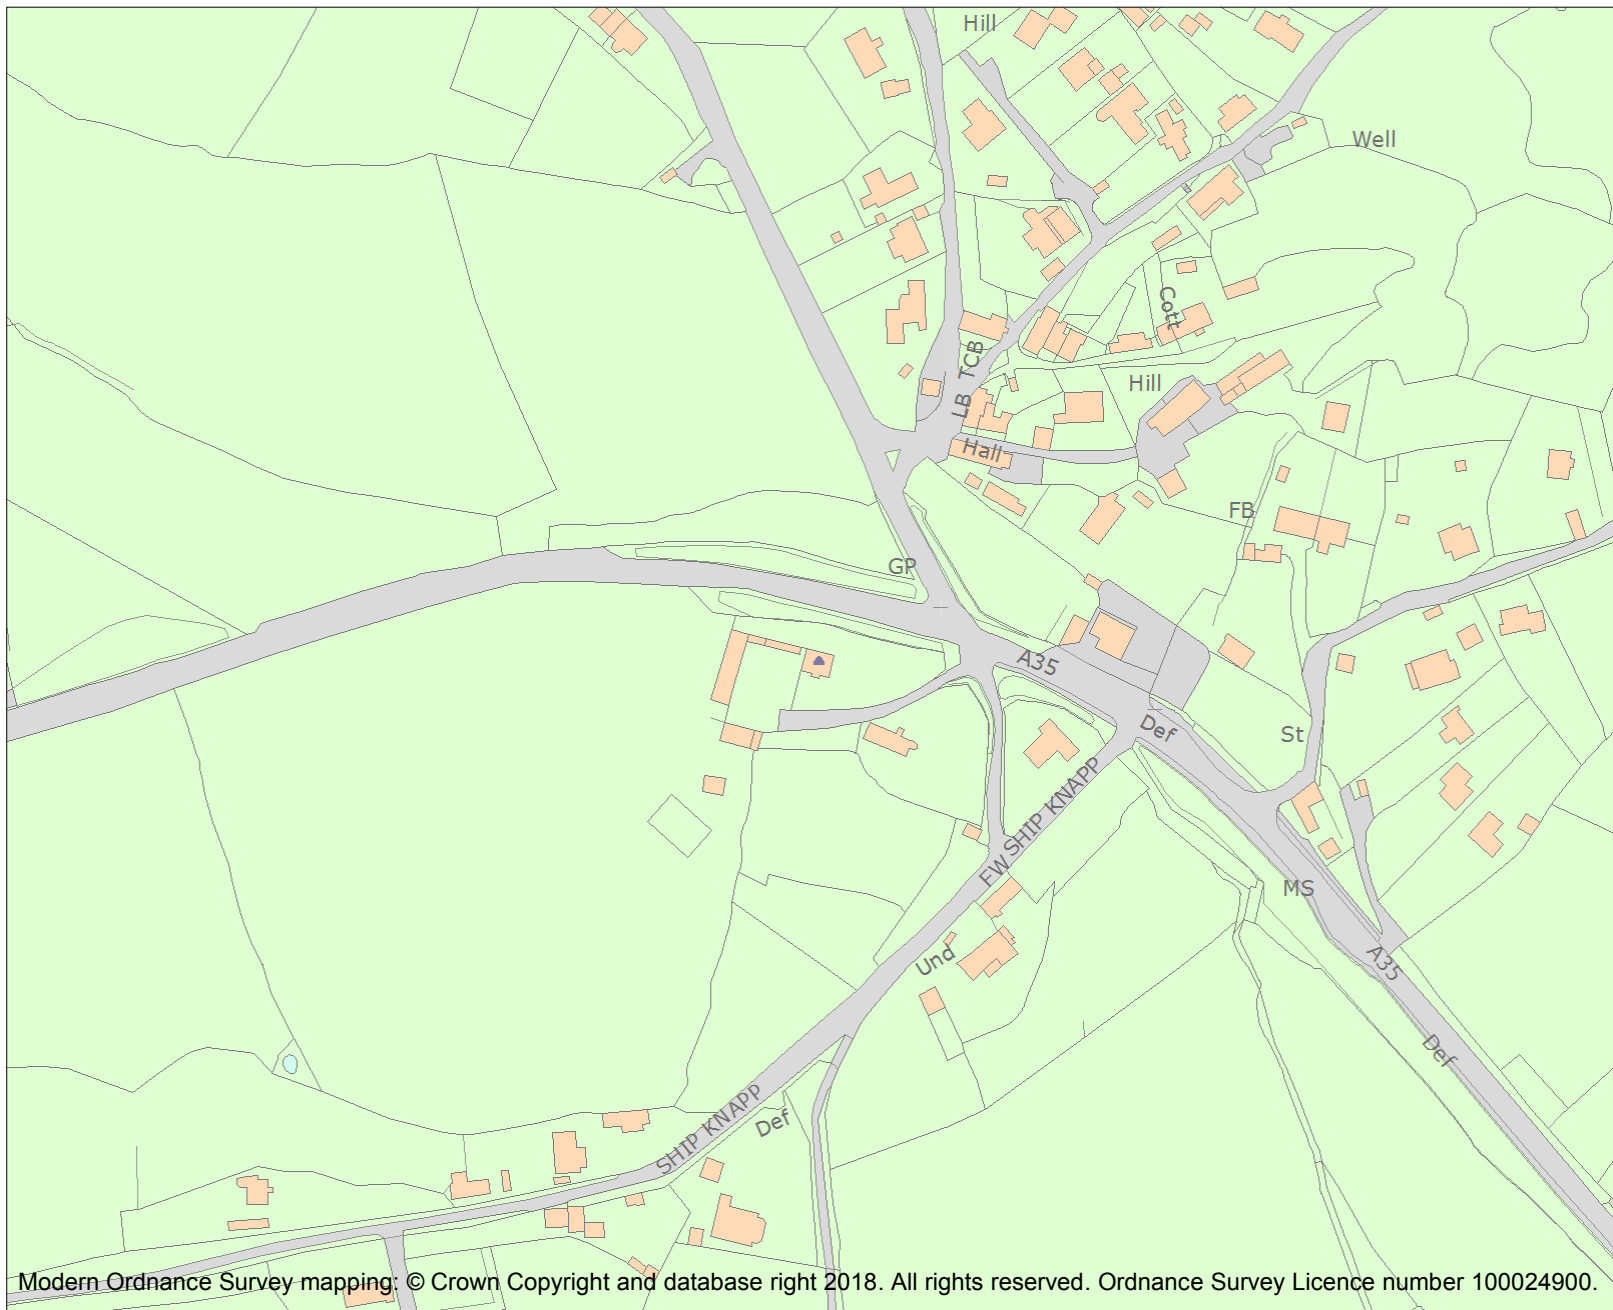 Hill
Well
Cott
TCB
Hill
LB
Hall
FB
GP
A35
Def
St
SHIP KNAPP
FW
MS
Und
A35
Def
SHIP KNAPP
Def
Modern Ordnance Survey mapping: © Crown Copyright and database right 2018. All rights reserved. Ordnance Survey Licence number 100024900.